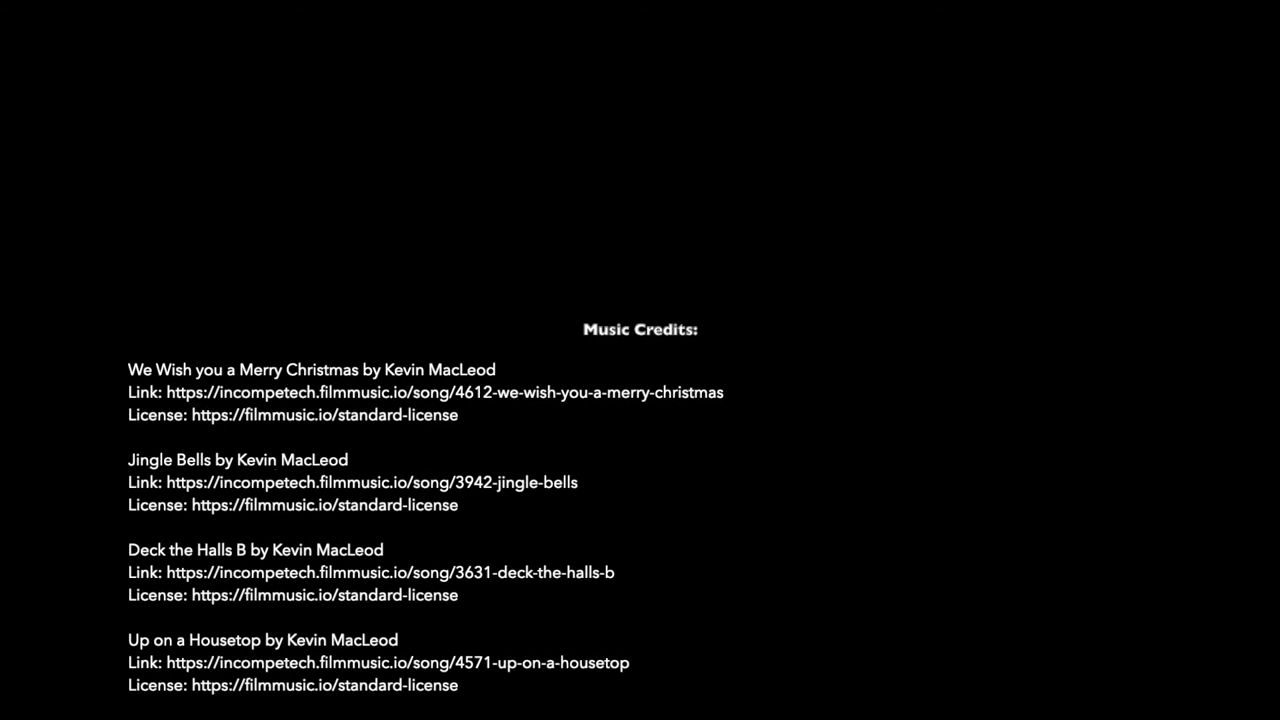 Music Credits:
We Wish you a Merry Christmas by Kevin MacLeod
Link: https://incompetech.filmmusic.io/song/4612-we-wish-you-a-merry-christmas
License: https://filmmusic.io/standard-license
Jingle Bells by Kevin MacLeod
Link: https://incompetech.filmmusic.io/song/3942-jingle-bells
License: https://filmmusic.io/standard-license
Deck the Halls B by Kevin MacLeod
Link: https://incompetech.filmmusic.io/song/3631-deck-the-halls-b
License: https://filmmusic.io/standard-license
Up on a Housetop by Kevin MacLeod
Link: https://incompetech.filmmusic.io/song/4571-up-on-a-housetop
License: https://filmmusic.io/standard-license